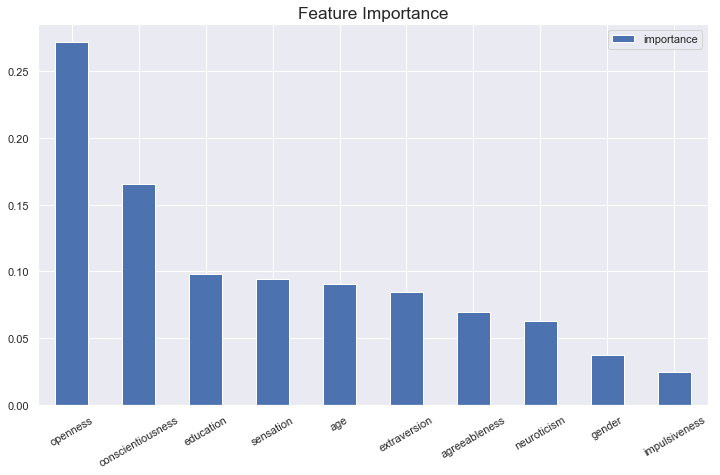 Feature Importance
importance
0.25
0.20
0.15
0.10
0.05
0.00
openness
conscientiousness
education
sensation
age
extraversion
agreeableness
neuroticism
gender
impulsiveness